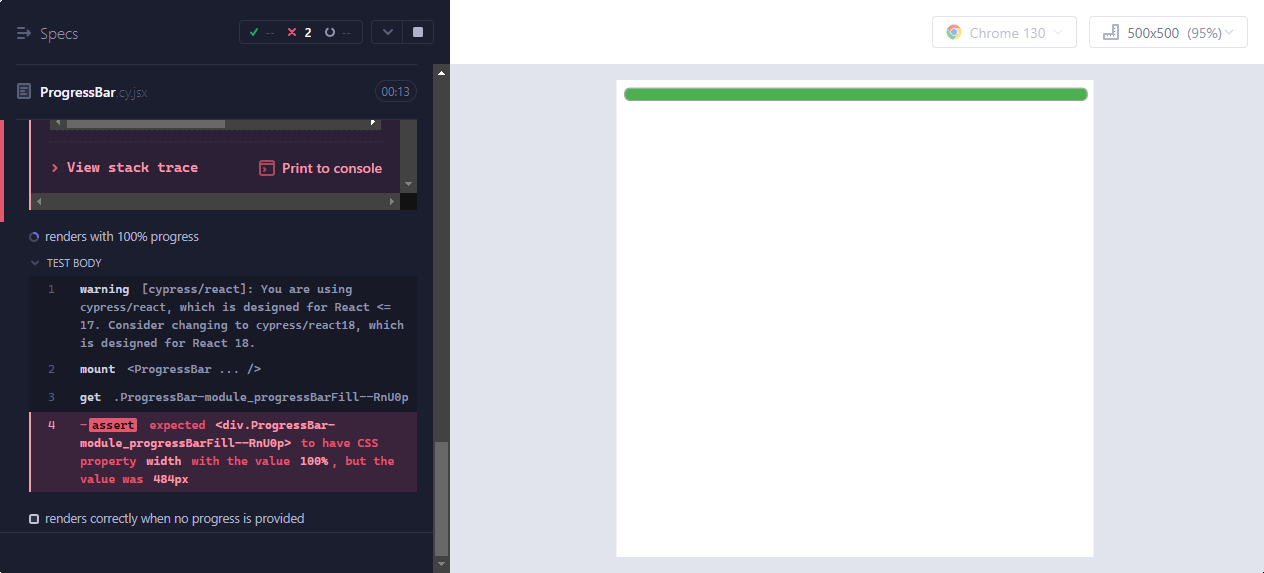 Specs
-- 2 --
Chrome 130
500x500 (95%)
ProgressBar.cy.jsx
00:13
View stack trace
Print to console
renders with 100% progress
TEST BODY
1 warning [cypress/react]: You are using
cypress/react, which is designed for React <=
17. Consider changing to cypress/react18, which
is designed for React 18.
2 mount <ProgressBar ... />
3 get .ProgressBar-module_progressBarFill--RnU0p
4 -assert expected <div.ProgressBar-
module_progressBarFill--RnU0p> to have CSS
property width with the value 100%, but the
value was 484px
renders correctly when no progress is provided